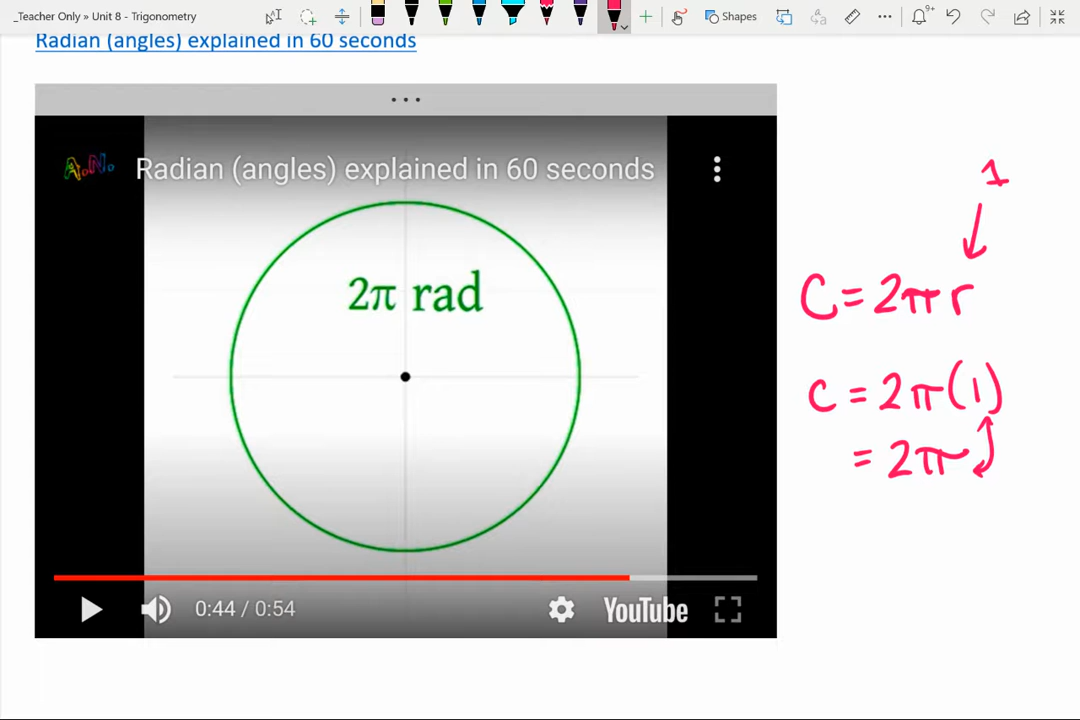 _Teacher Only » Unit 8 - Trigonometry
Shapes
9+
Radian (angles) explained in 60 seconds
A.N.
Radian (angles) explained in 60 seconds
2π rad
0:44 / 0:54
YouTube
1
C = 2πr
C = 2π(1)
= 2π